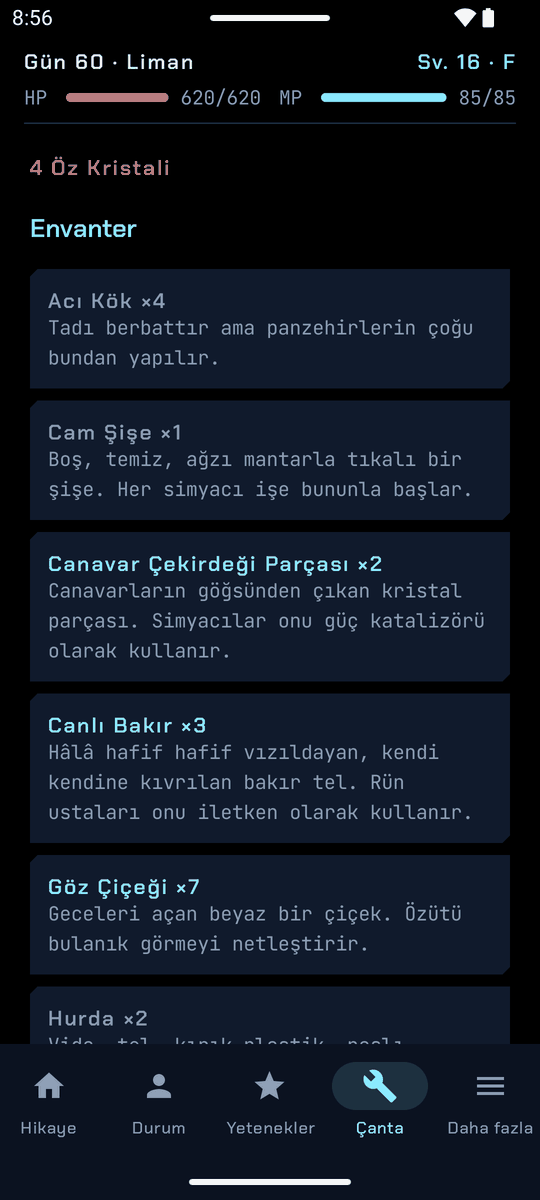 8:56
Gün 60 · Liman
Sv. 16 · F
HP 620/620 MP 85/85
4 Öz Kristali
Envanter
Acı Kök ×4
Tadı berbattır ama panzehirlerin çoğu
bundan yapılır.
Cam Şişe ×1
Boş, temiz, ağzı mantarla tıkalı bir
şişe. Her simyacı işe bununla başlar.
Canavar Çekirdeği Parçası ×2
Canavarların göğsünden çıkan kristal
parçası. Simyacılar onu güç katalizörü
olarak kullanır.
Canlı Bakır ×3
Hâlâ hafif hafif vızıldayan, kendi
kendine kıvrılan bakır tel. Rün
ustaları onu iletken olarak kullanır.
Göz Çiçeği ×7
Geceleri açan beyaz bir çiçek. Özütü
bulanık görmeyi netleştirir.
Hurda ×2
Vida, tel, kırık plastik, paslı
Hikaye
Durum
Yetenekler
Çanta
Daha fazla